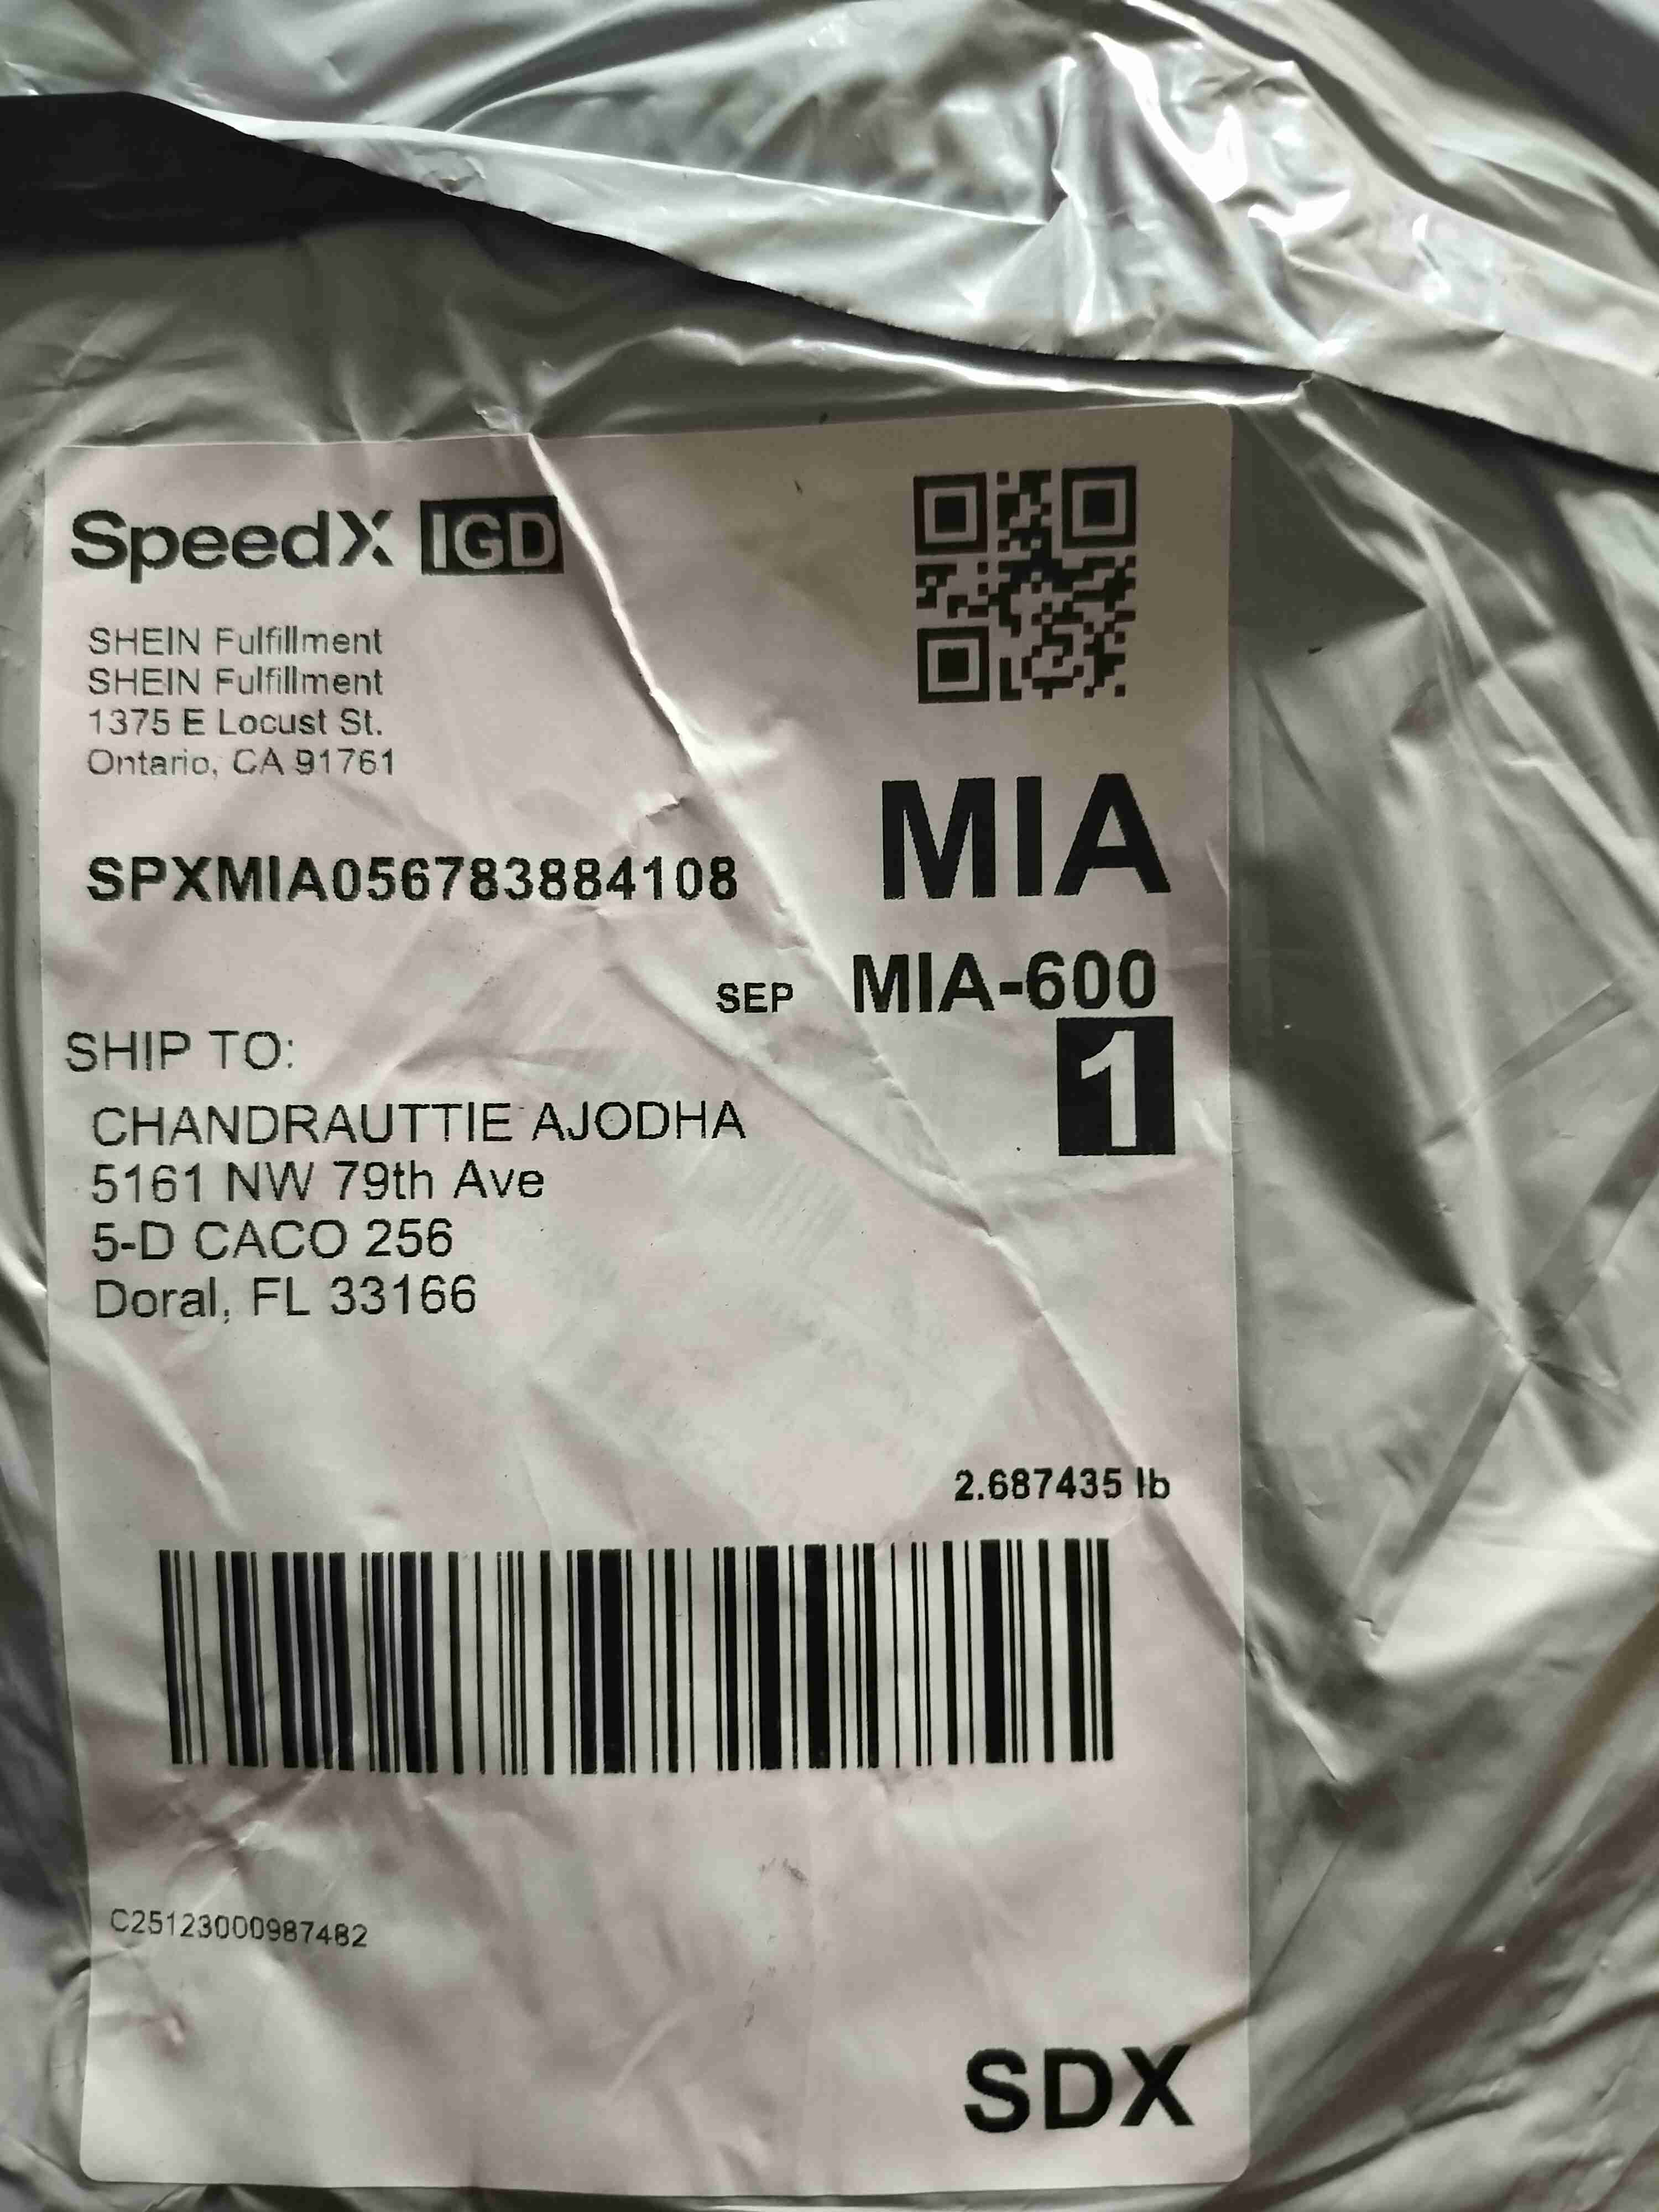 SpeedX IGD
SHEIN Fulfillment
SHEIN Fulfillment
1375 E Locust St.
Ontario, CA 91761
MIA
SPXMIA056783884108
SEP MIA-600
1
SHIP TO:
CHANDRAUTTIE AJODHA
5161 NW 79th Ave
5-D CACO 256
Doral, FL 33166
2.687435 lb
C25123000987482
SDX